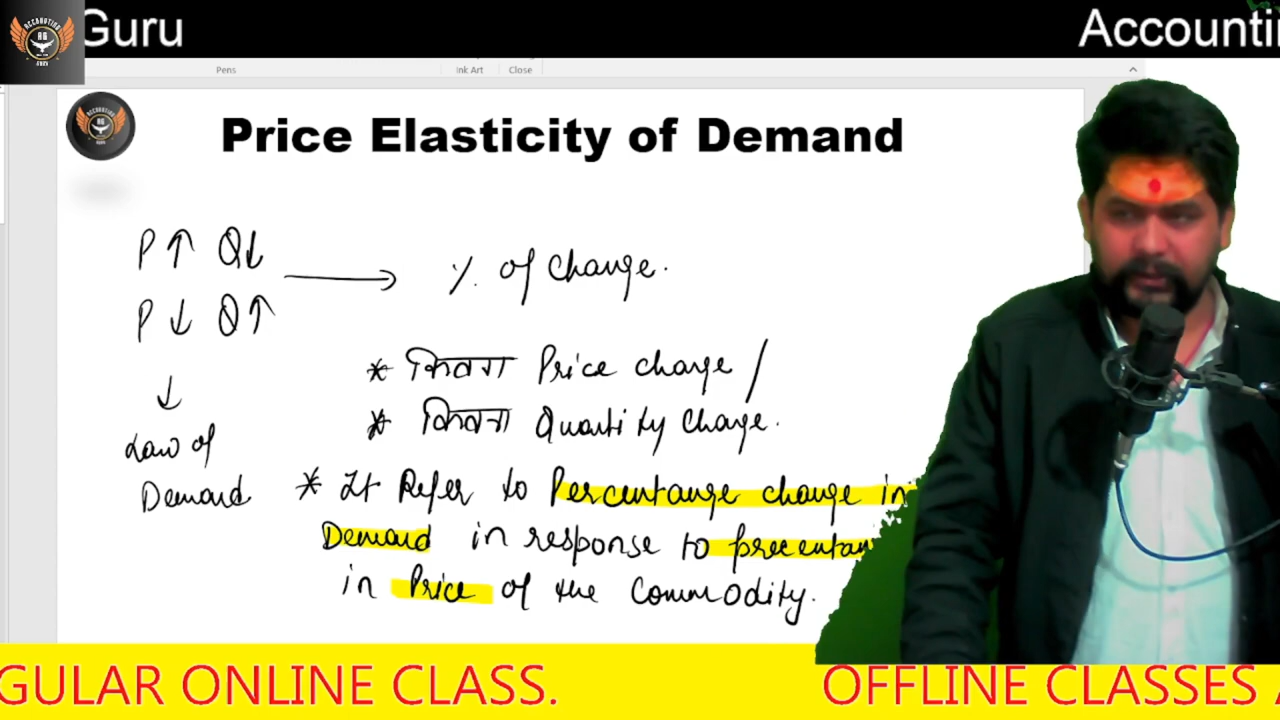 Guru
Accounti
Pens
Ink Art
Close
Price Elasticity of Demand
P↑ Q↓
P↓ Q↑
→ % of change.
↓
Law of
Demand
* कितना Price change /
* कितना Quantity change.
* It Refer to Percentange change in
Demand in response to precentan
in Price of the Commodity.
GULAR ONLINE CLASS.
OFFLINE CLASSES A